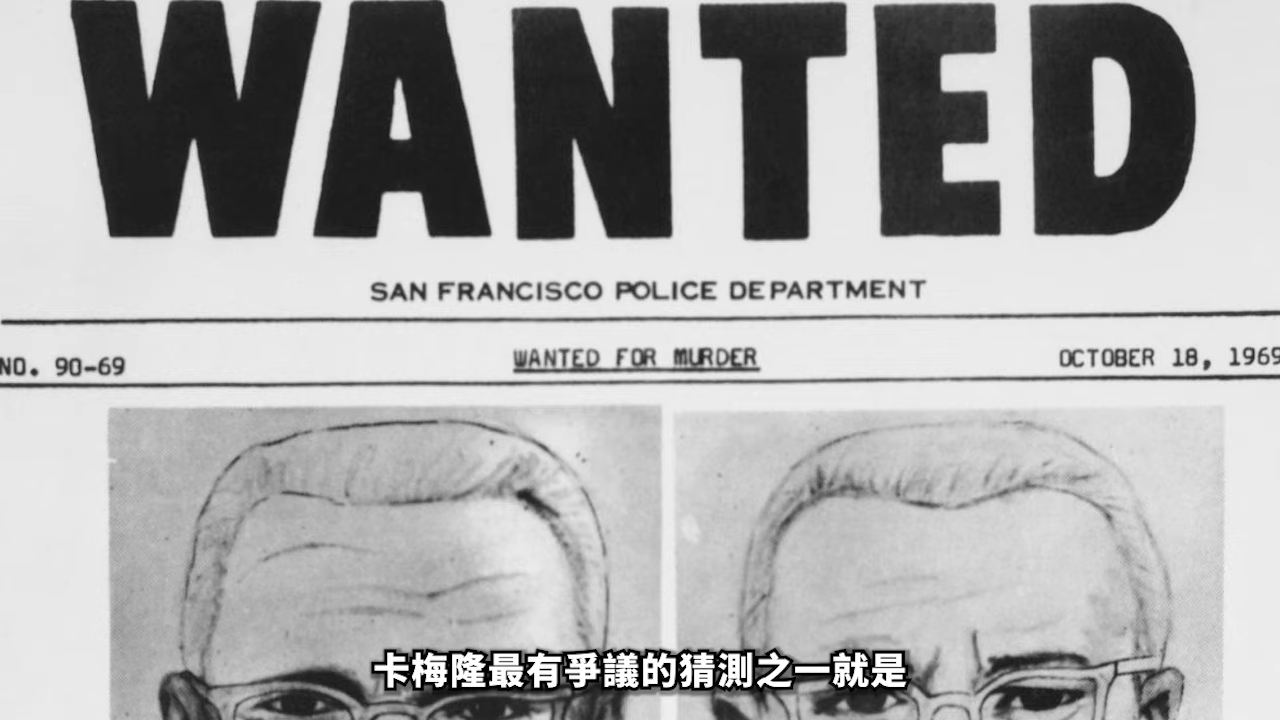 WANTED
SAN FRANCISCO POLICE DEPARTMENT
NO. 90-69 WANTED FOR MURDER OCTOBER 18, 1969
卡梅隆最有爭議的猜測之一就是